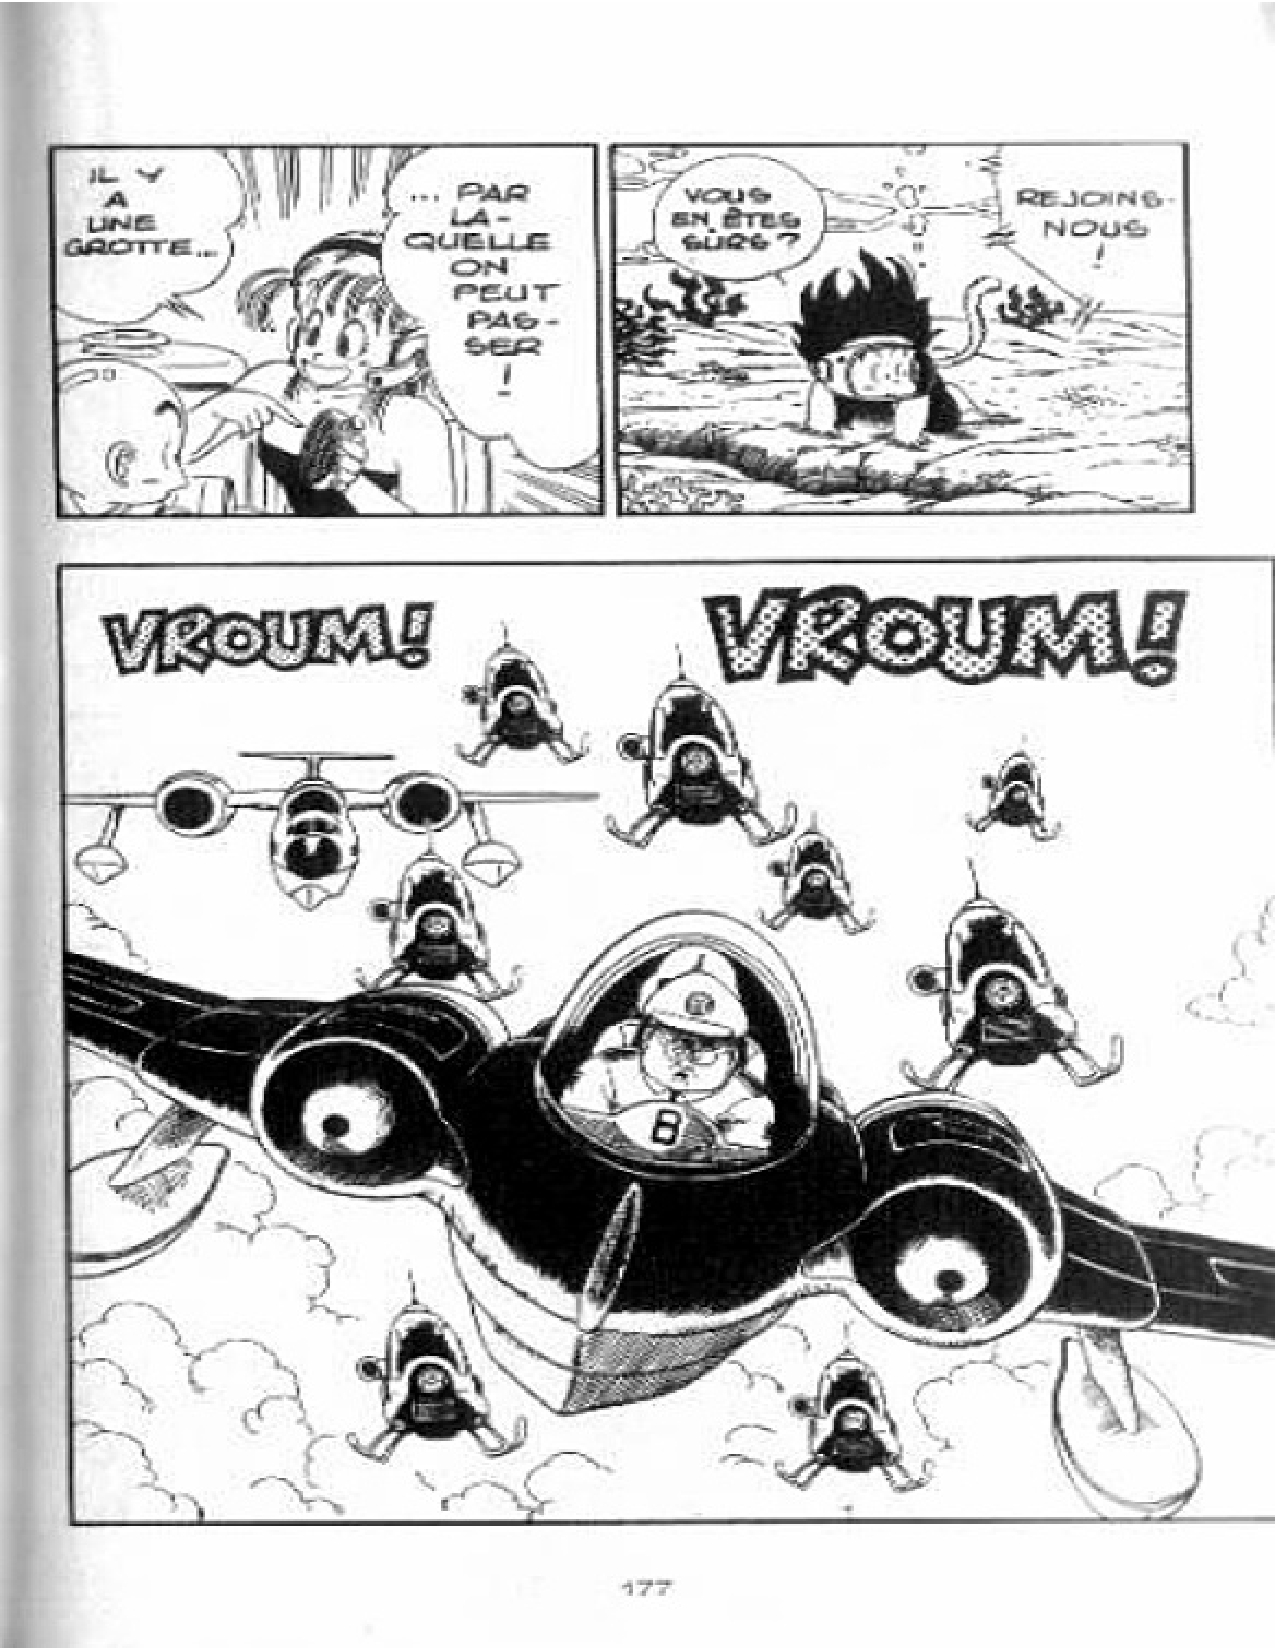 IL Y
A
UNE
GROTTE...
... PAR
LA-
QUELLE
ON
PEUT
PAS-
SER
!
VOUS
EN ÊTES
SÛRS ?
REJOINS-
NOUS
!
VROUM!
VROUM!
B
177